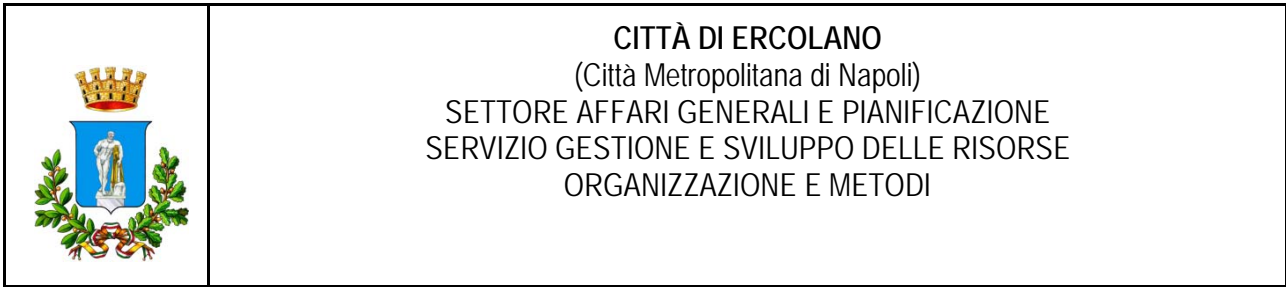 CITTÀ DI ERCOLANO
(Città Metropolitana di Napoli)
SETTORE AFFARI GENERALI E PIANIFICAZIONE
SERVIZIO GESTIONE E SVILUPPO DELLE RISORSE
ORGANIZZAZIONE E METODI